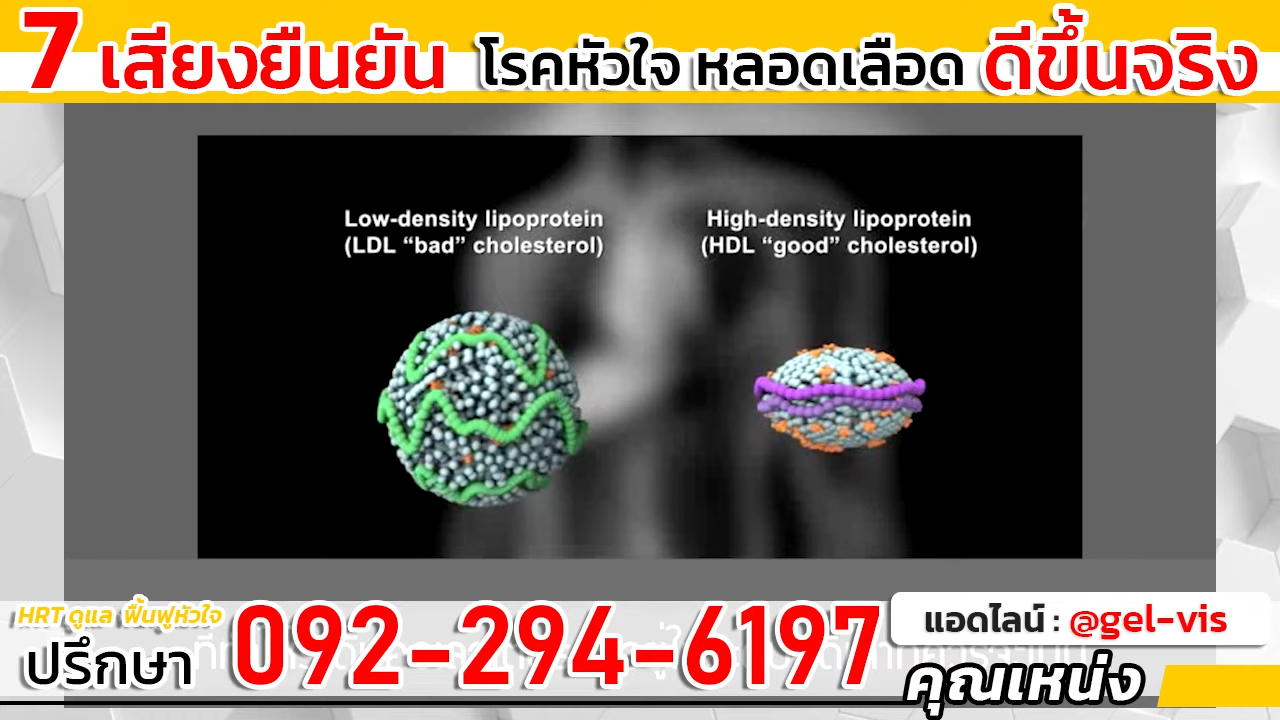 7 เสียงยืนยัน โรคหัวใจ หลอดเลือด ดีขึ้นจริง
Low-density lipoprotein
(LDL “bad” cholesterol)
High-density lipoprotein
(HDL “good” cholesterol)
HRT ดูแล ฟื้นฟูหัวใจ
ปรึกษา 092-294-6197
แอดไลน์ : @gel-vis
คุณเหน่ง